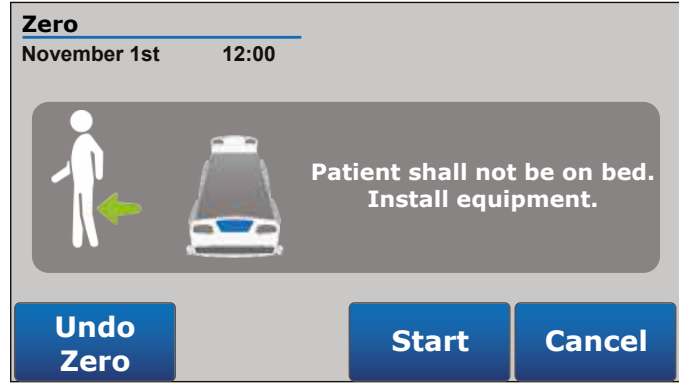 Zero
November 1st 12:00
Patient shall not be on bed.
Install equipment.
Undo
Zero
Start
Cancel